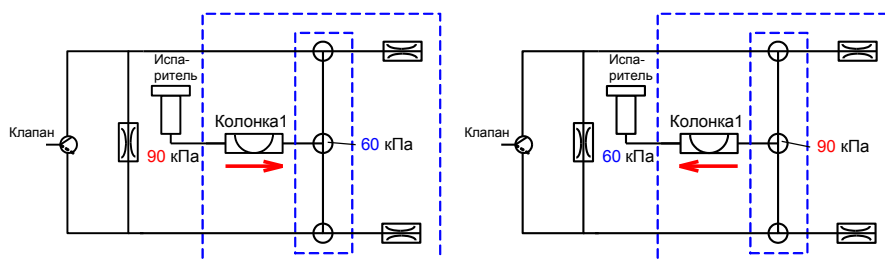 Испа-
ритель
Клапан
Колонка1
90 кПа
60 кПа
Испа-
ритель
Клапан
Колонка1
60 кПа
90 кПа